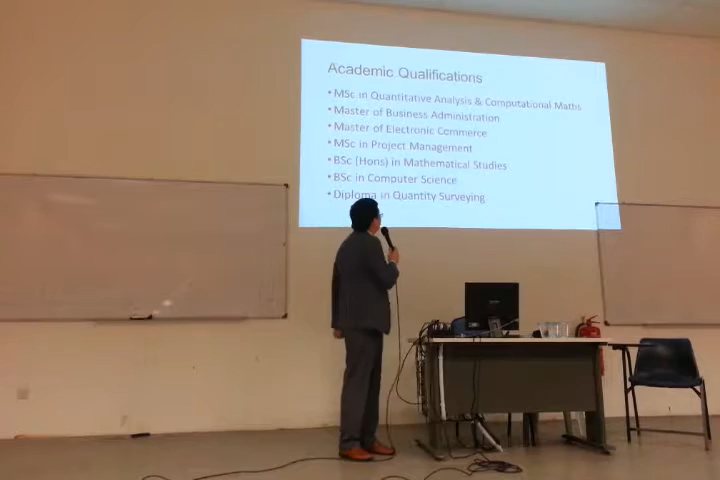 Academic Qualifications
• MSc in Quantitative Analysis & Computational Maths
• Master of Business Administration
• Master of Electronic Commerce
• MSc in Project Management
• BSc (Hons) in Mathematical Studies
• BSc in Computer Science
• Diploma in Quantity Surveying